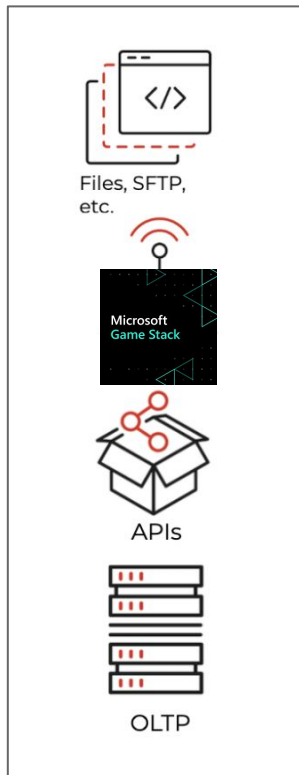 </>
Files, SFTP,
etc.
Microsoft
Game Stack
APIs
OLTP